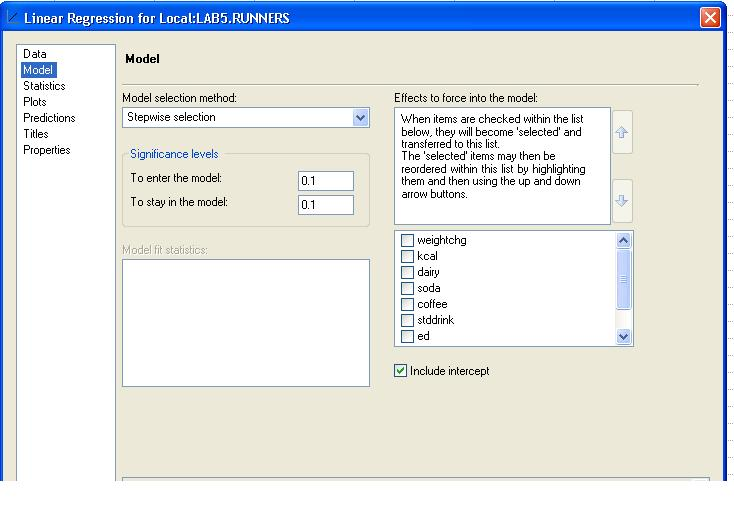 Linear Regression for Local:LAB5.RUNNERS
Data
Model
Statistics
Plots
Predictions
Titles
Properties
Model
Model selection method:
Stepwise selection
Significance levels
To enter the model:
0.1
To stay in the model:
0.1
Model fit statistics:
Effects to force into the model:
When items are checked within the list
below, they will become 'selected' and
transferred to this list.
The 'selected' items may then be
reordered within this list by highlighting
them and then using the up and down
arrow buttons.
weightchg
kcal
dairy
soda
coffee
stddrink
ed
Include intercept